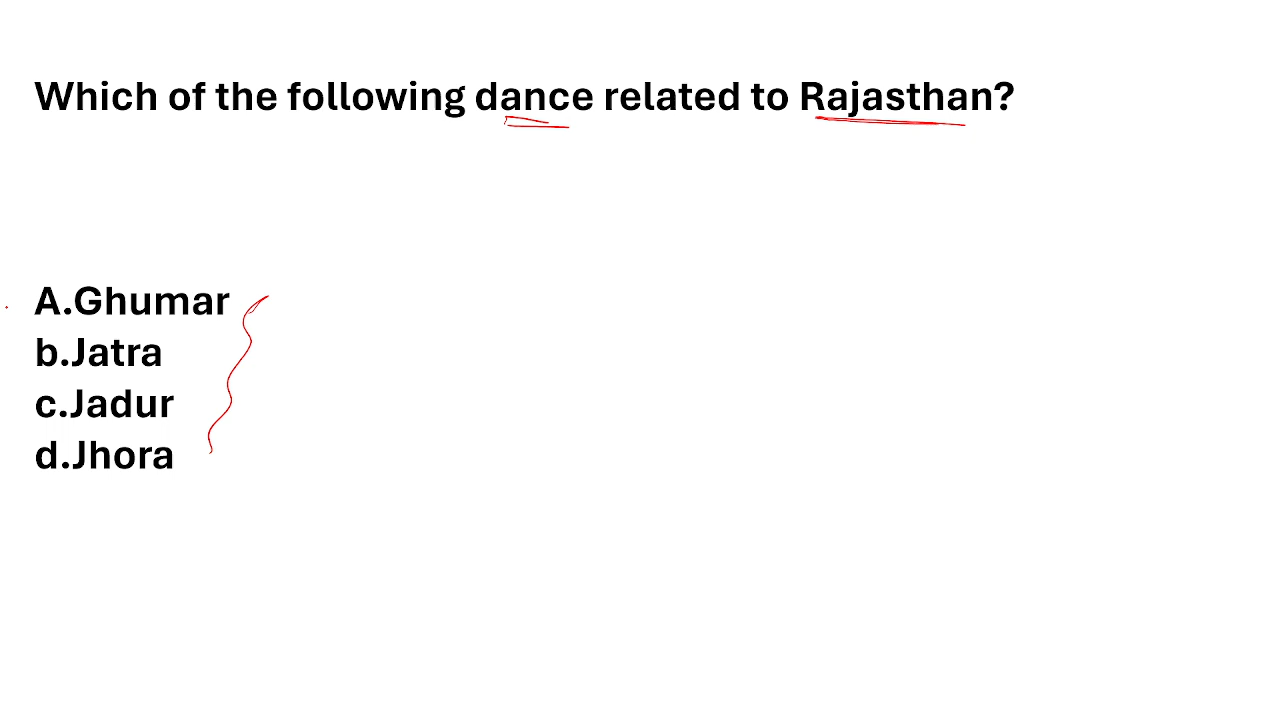 Which of the following dance related to Rajasthan?
A.Ghumar
b.Jatra
c.Jadur
d.Jhora